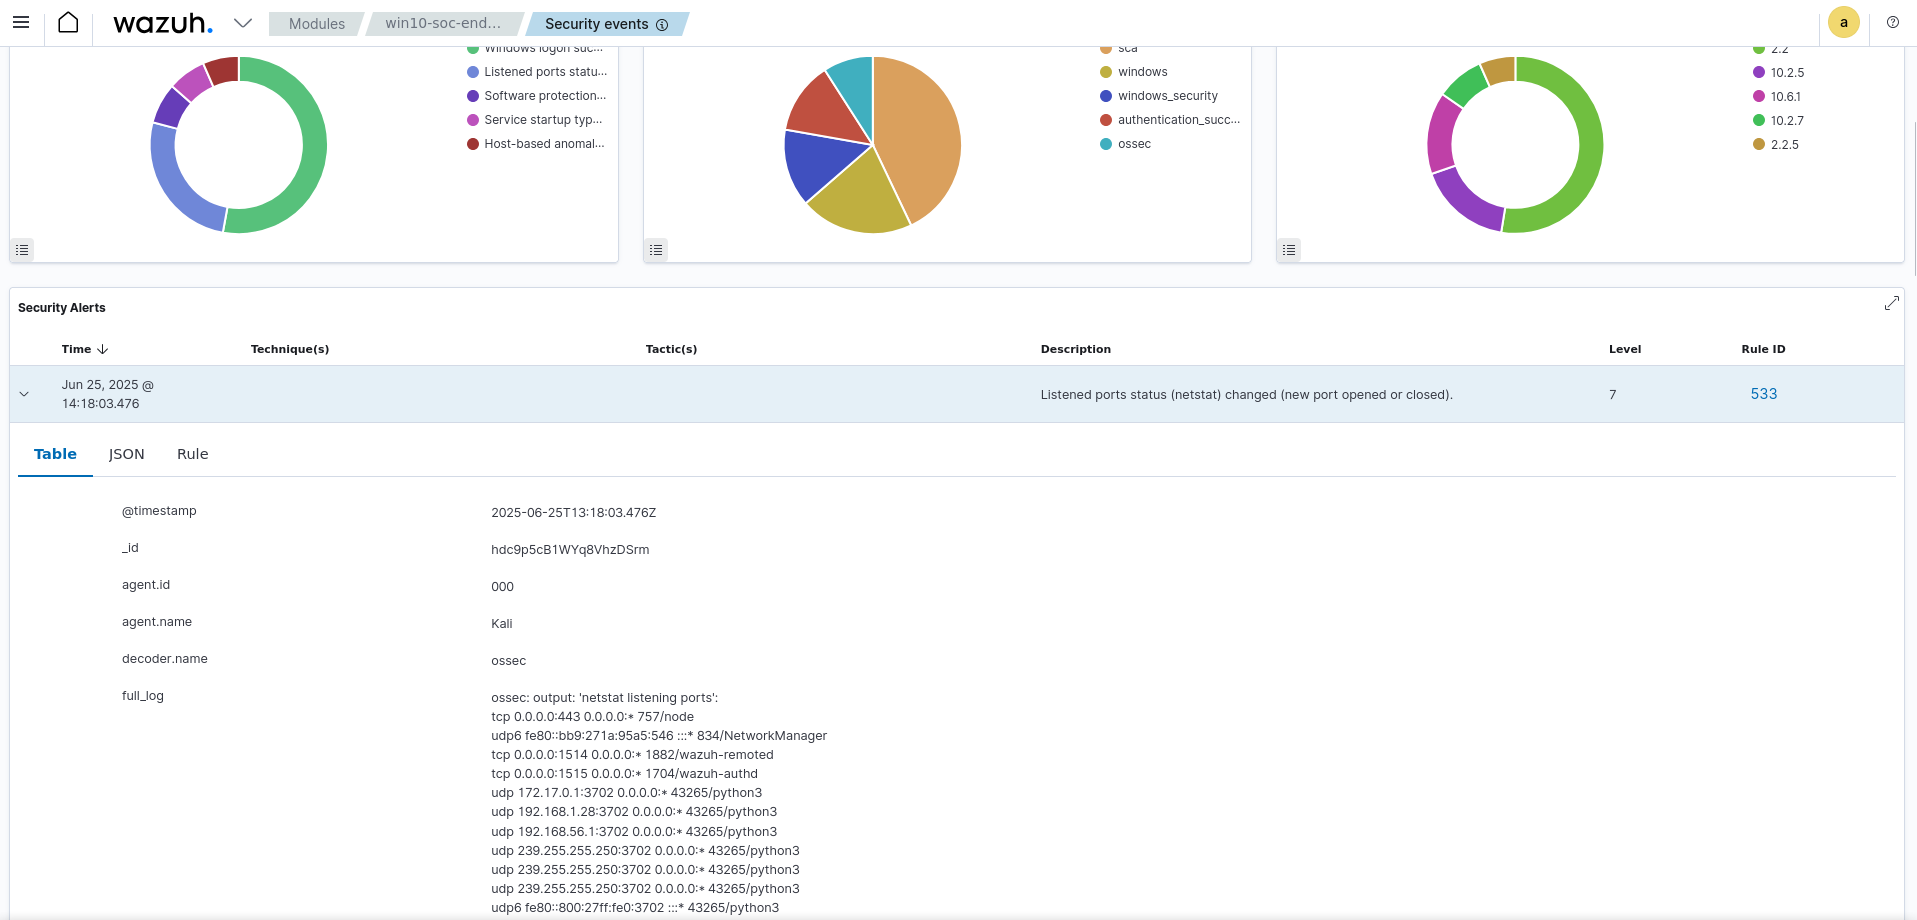 wazuh.
Modules
win10-soc-end...
Security events
a
Windows logon suc...
Listened ports statu...
Software protection...
Service startup typ...
Host-based anomal...
sca
windows
windows_security
authentication_succ...
ossec
2.2
10.2.5
10.6.1
10.2.7
2.2.5
Security Alerts
Time Technique(s) Tactic(s) Description Level Rule ID
Jun 25, 2025 @
14:18:03.476
Listened ports status (netstat) changed (new port opened or closed). 7 533
Table JSON Rule
@timestamp 2025-06-25T13:18:03.476Z
_id hdc9p5cB1WYq8VhzDSrm
agent.id 000
agent.name Kali
decoder.name ossec
full_log ossec: output: 'netstat listening ports':
tcp 0.0.0.0:443 0.0.0.0:* 757/node
udp6 fe80::bb9:271a:95a5:546 :::* 834/NetworkManager
tcp 0.0.0.0:1514 0.0.0.0:* 1882/wazuh-remoted
tcp 0.0.0.0:1515 0.0.0.0:* 1704/wazuh-authd
udp 172.17.0.1:3702 0.0.0.0:* 43265/python3
udp 192.168.1.28:3702 0.0.0.0:* 43265/python3
udp 192.168.56.1:3702 0.0.0.0:* 43265/python3
udp 239.255.255.250:3702 0.0.0.0:* 43265/python3
udp 239.255.255.250:3702 0.0.0.0:* 43265/python3
udp 239.255.255.250:3702 0.0.0.0:* 43265/python3
udp6 fe80::800:27ff:fe0:3702 :::* 43265/python3